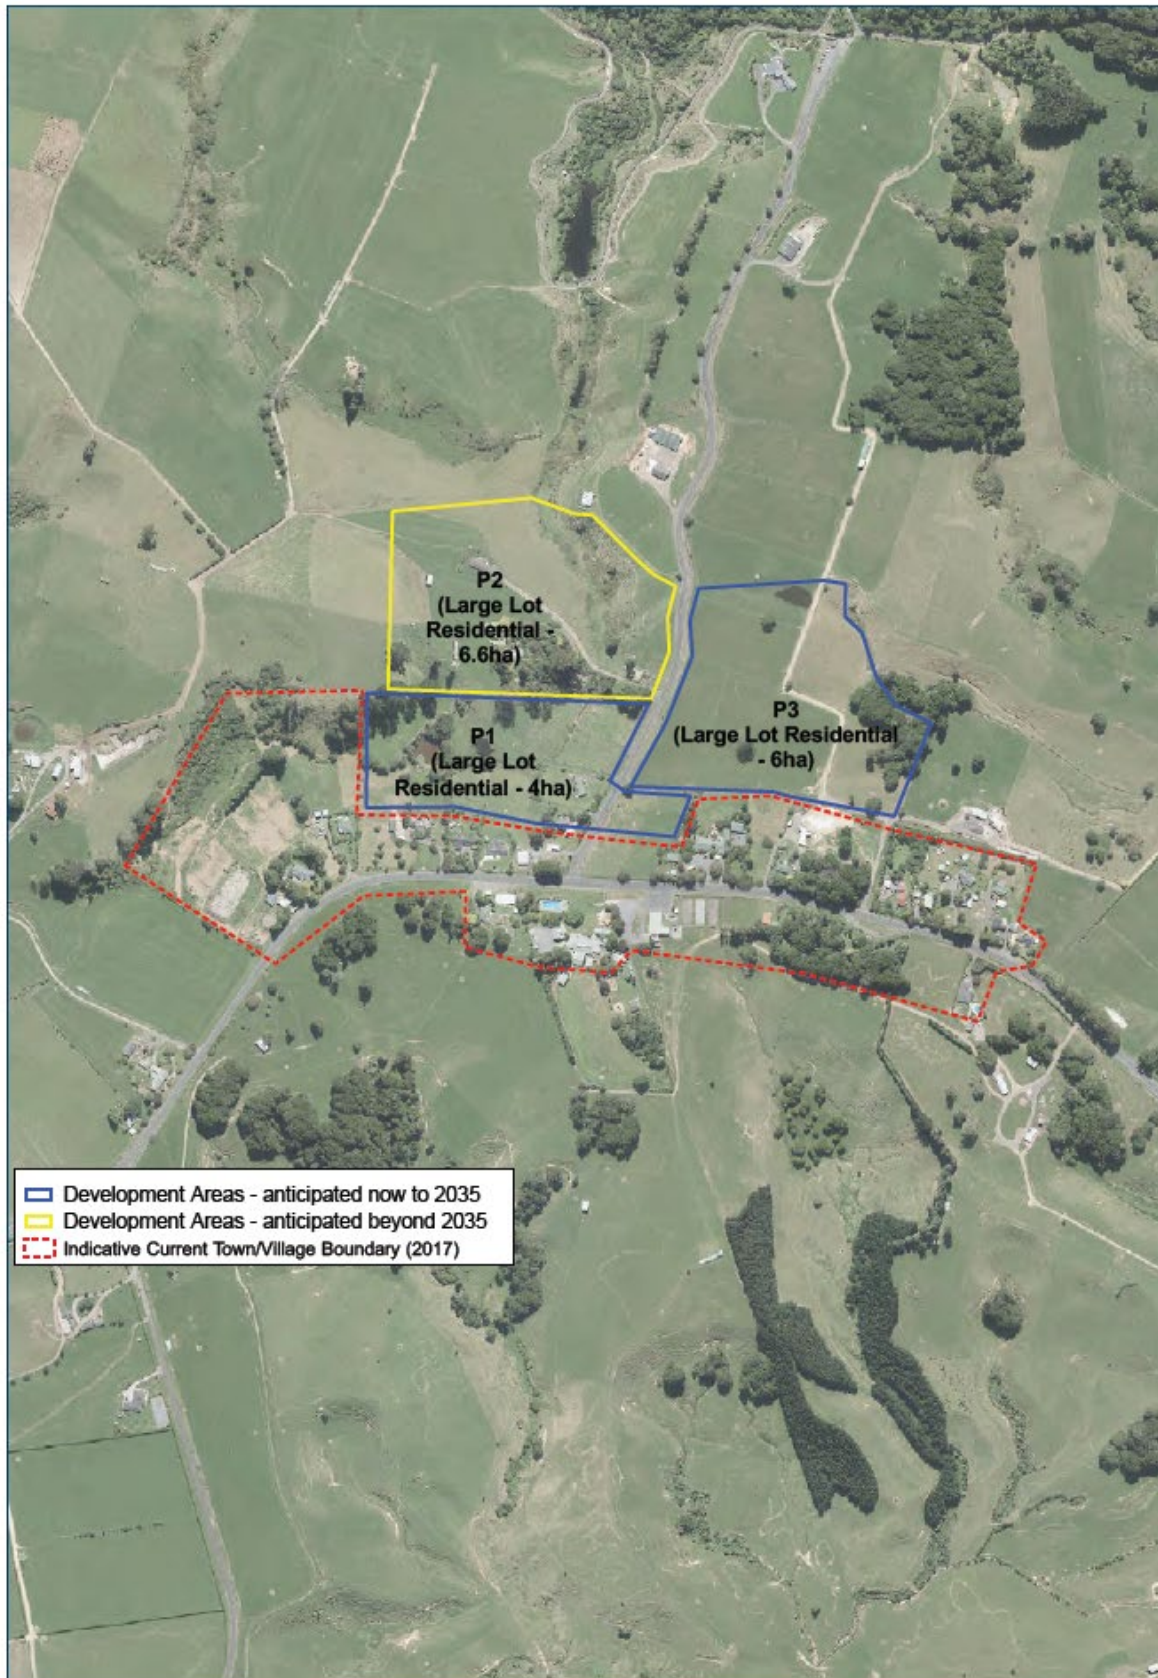 P2
(Large Lot
Residential -
6.6ha)
P1
(Large Lot
Residential - 4ha)
P3
(Large Lot Residential
- 6ha)
Development Areas - anticipated now to 2035
Development Areas - anticipated beyond 2035
Indicative Current Town/Village Boundary (2017)